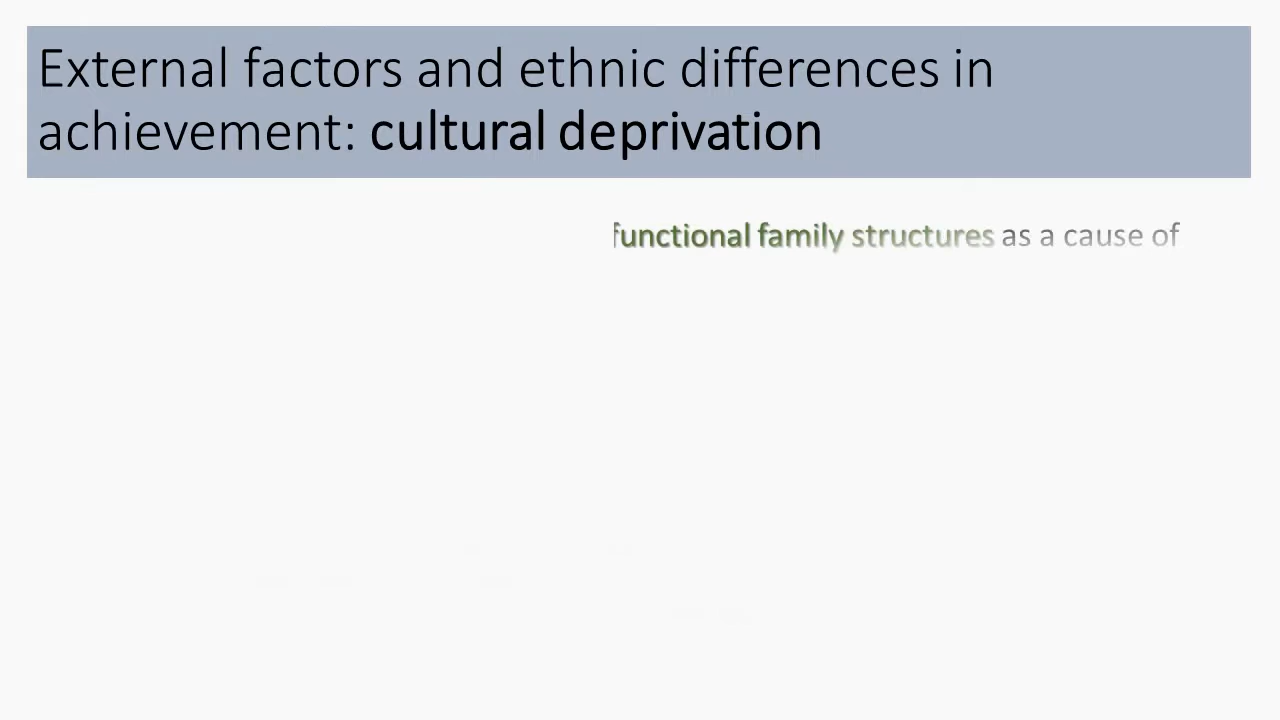 External factors and ethnic differences in
achievement: cultural deprivation
functional family structures as a cause of